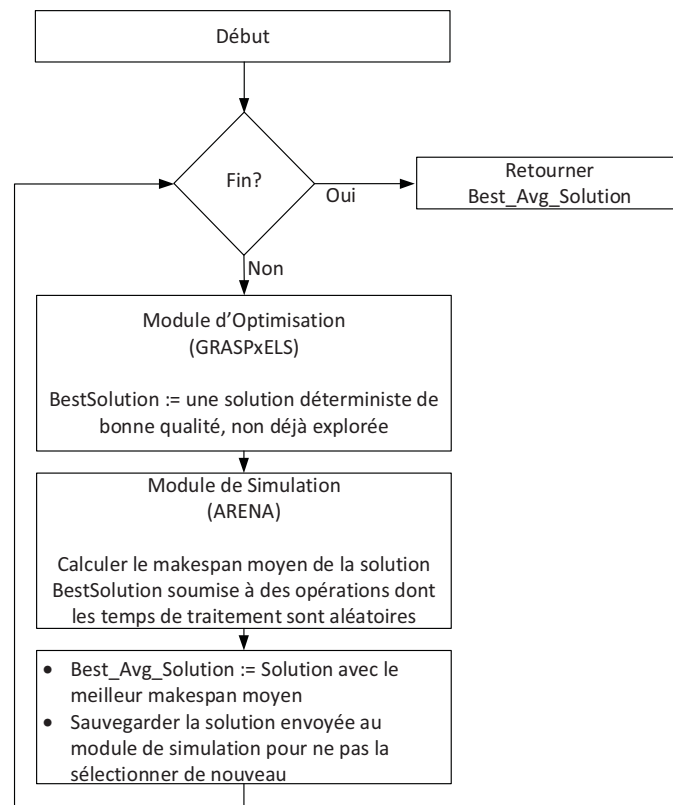 Début
Fin?
Oui
Retourner
Best_Avg_Solution
Non
Module d'Optimisation
(GRASPxELS)
BestSolution := une solution déterministe de
bonne qualité, non déjà explorée
Module de Simulation
(ARENA)
Calculer le makespan moyen de la solution
BestSolution soumise à des opérations dont
les temps de traitement sont aléatoires
• Best_Avg_Solution := Solution avec le
meilleur makespan moyen
• Sauvegarder la solution envoyée au
module de simulation pour ne pas la
sélectionner de nouveau